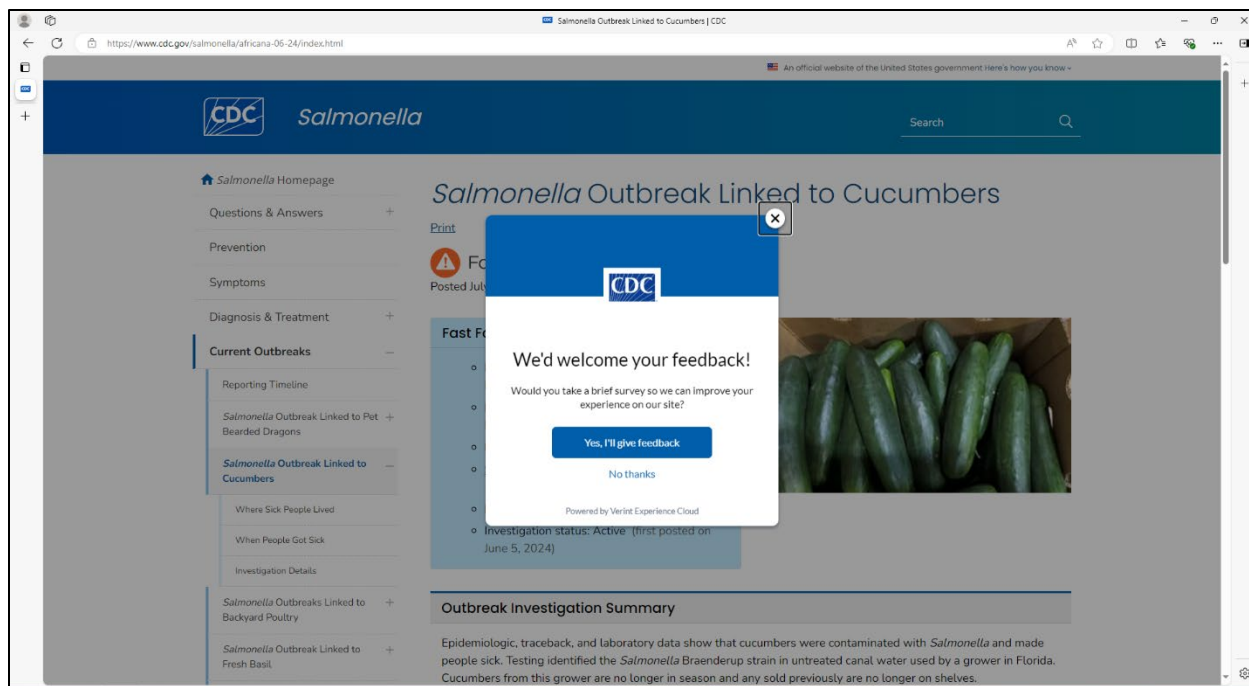 Salmonella Outbreak Linked to Cucumbers | CDC
https://www.cdc.gov/salmonella/africana-06-24/index.html
An official website of the United States government Here's how you know
CDC
Salmonella
Search
Salmonella Homepage
Questions & Answers
Prevention
Symptoms
Diagnosis & Treatment
Current Outbreaks
Reporting Timeline
Salmonella Outbreak Linked to Pet
Bearded Dragons
Salmonella Outbreak Linked to
Cucumbers
Where Sick People Lived
When People Got Sick
Investigation Details
Salmonella Outbreaks Linked to
Backyard Poultry
Salmonella Outbreak Linked to
Fresh Basil
Salmonella Outbreak Linked to Cucumbers
Print
Posted
Fast
CDC
We'd welcome your feedback!
Would you take a brief survey so we can improve your
experience on our site?
Yes, I'll give feedback
No thanks
Powered by Verint Experience Cloud
Investigation status: Active (first posted on
June 5, 2024)
Outbreak Investigation Summary
Epidemiologic, traceback, and laboratory data show that cucumbers were contaminated with Salmonella and made
people sick. Testing identified the Salmonella Braenderup strain in untreated canal water used by a grower in Florida.
Cucumbers from this grower are no longer in season and any sold previously are no longer on shelves.